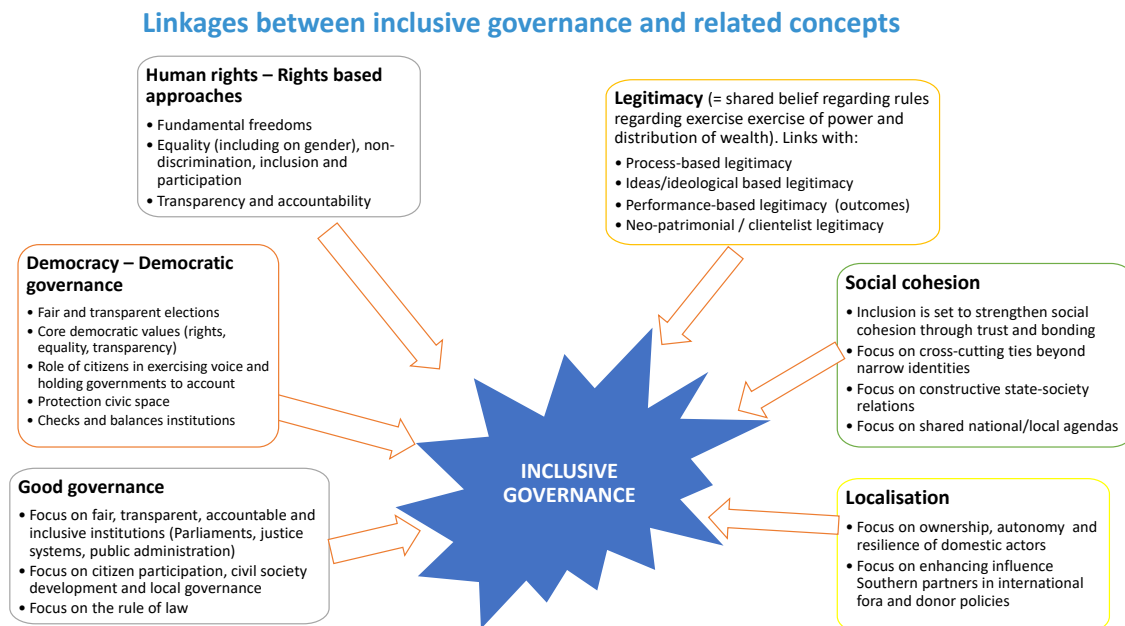 Linkages between inclusive governance and related concepts
Human rights – Rights based
approaches
• Fundamental freedoms
• Equality (including on gender), non-
discrimination, inclusion and
participation
• Transparency and accountability
Legitimacy (= shared belief regarding rules
regarding exercise exercise of power and
distribution of wealth). Links with:
• Process-based legitimacy
• Ideas/ideological based legitimacy
• Performance-based legitimacy (outcomes)
• Neo-patrimonial / clientelist legitimacy
Democracy – Democratic
governance
• Fair and transparent elections
• Core democratic values (rights,
equality, transparency)
• Role of citizens in exercising voice and
holding governments to account
• Protection civic space
• Checks and balances institutions
Social cohesion
• Inclusion is set to strengthen social
cohesion through trust and bonding
• Focus on cross-cutting ties beyond
narrow identities
• Focus on constructive state-society
relations
• Focus on shared national/local agendas
INCLUSIVE
GOVERNANCE
Good governance
• Focus on fair, transparent, accountable and
inclusive institutions (Parliaments, justice
systems, public administration)
• Focus on citizen participation, civil society
development and local governance
• Focus on the rule of law
Localisation
• Focus on ownership, autonomy and
resilience of domestic actors
• Focus on enhancing influence
Southern partners in international
fora and donor policies